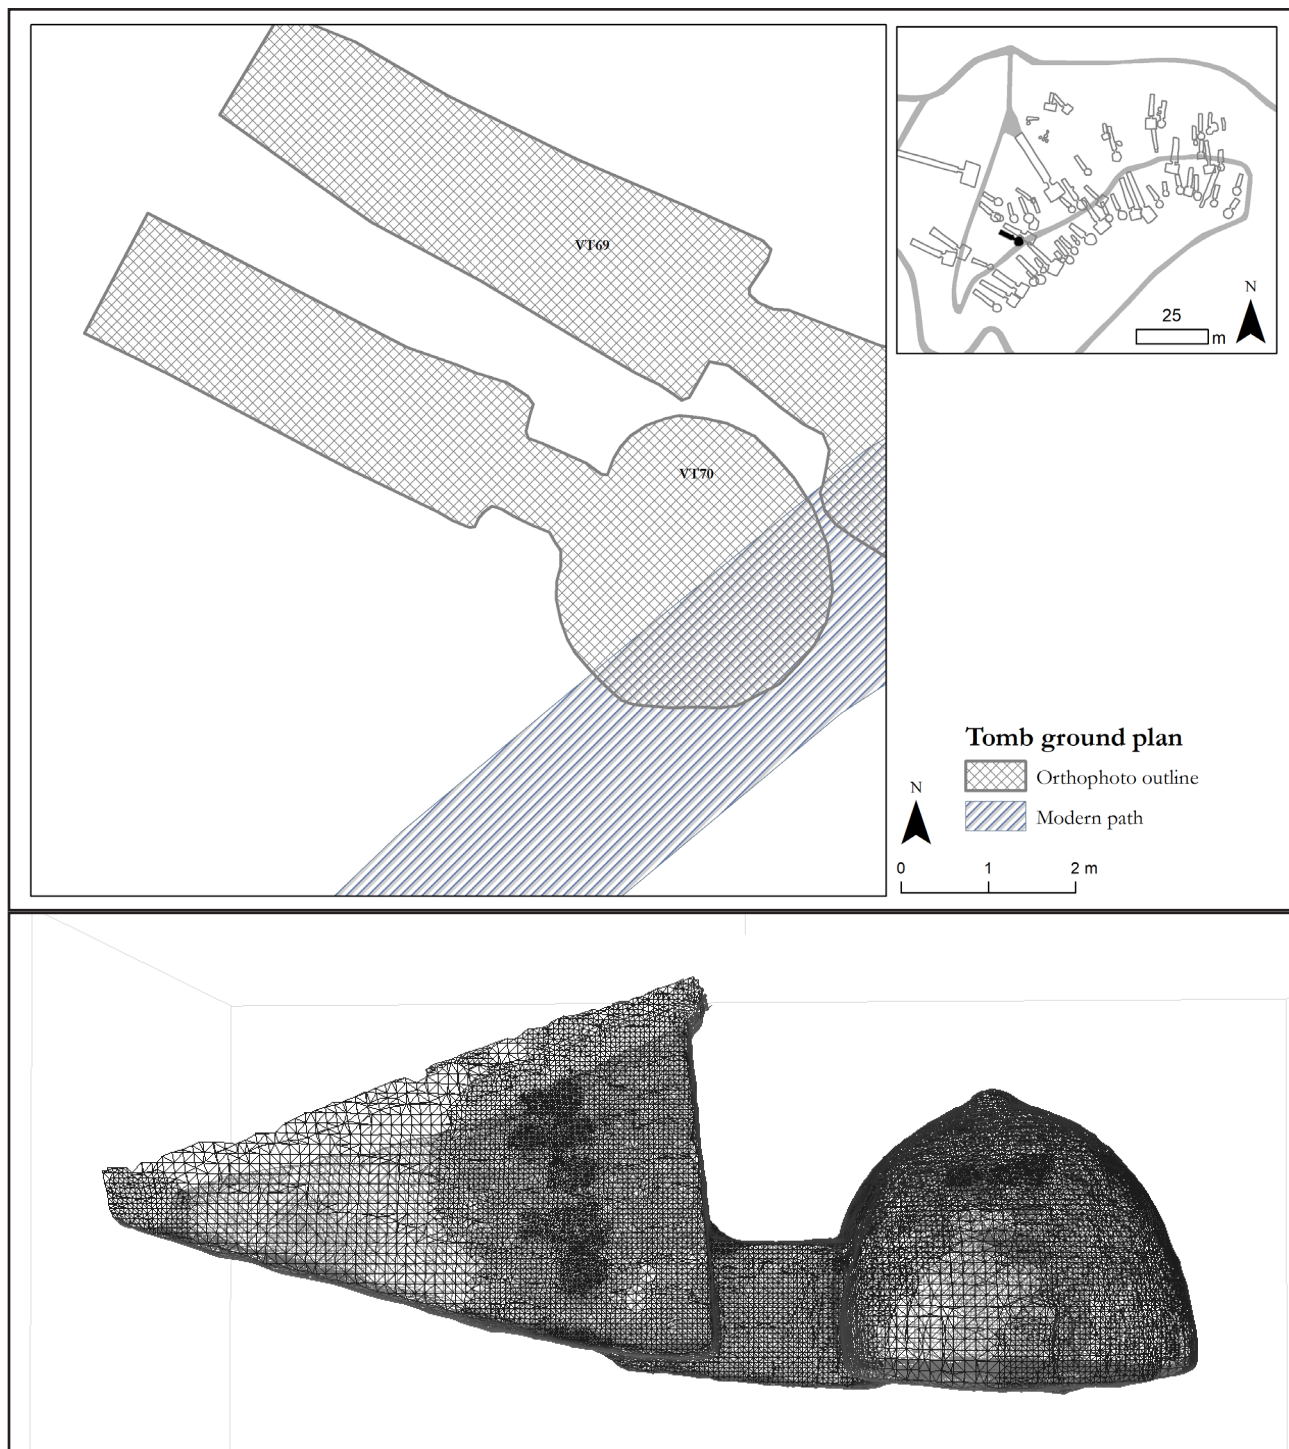 VT69
VT70
N
25
m
Tomb ground plan
Orthophoto outline
Modern path
N
0 1 2 m